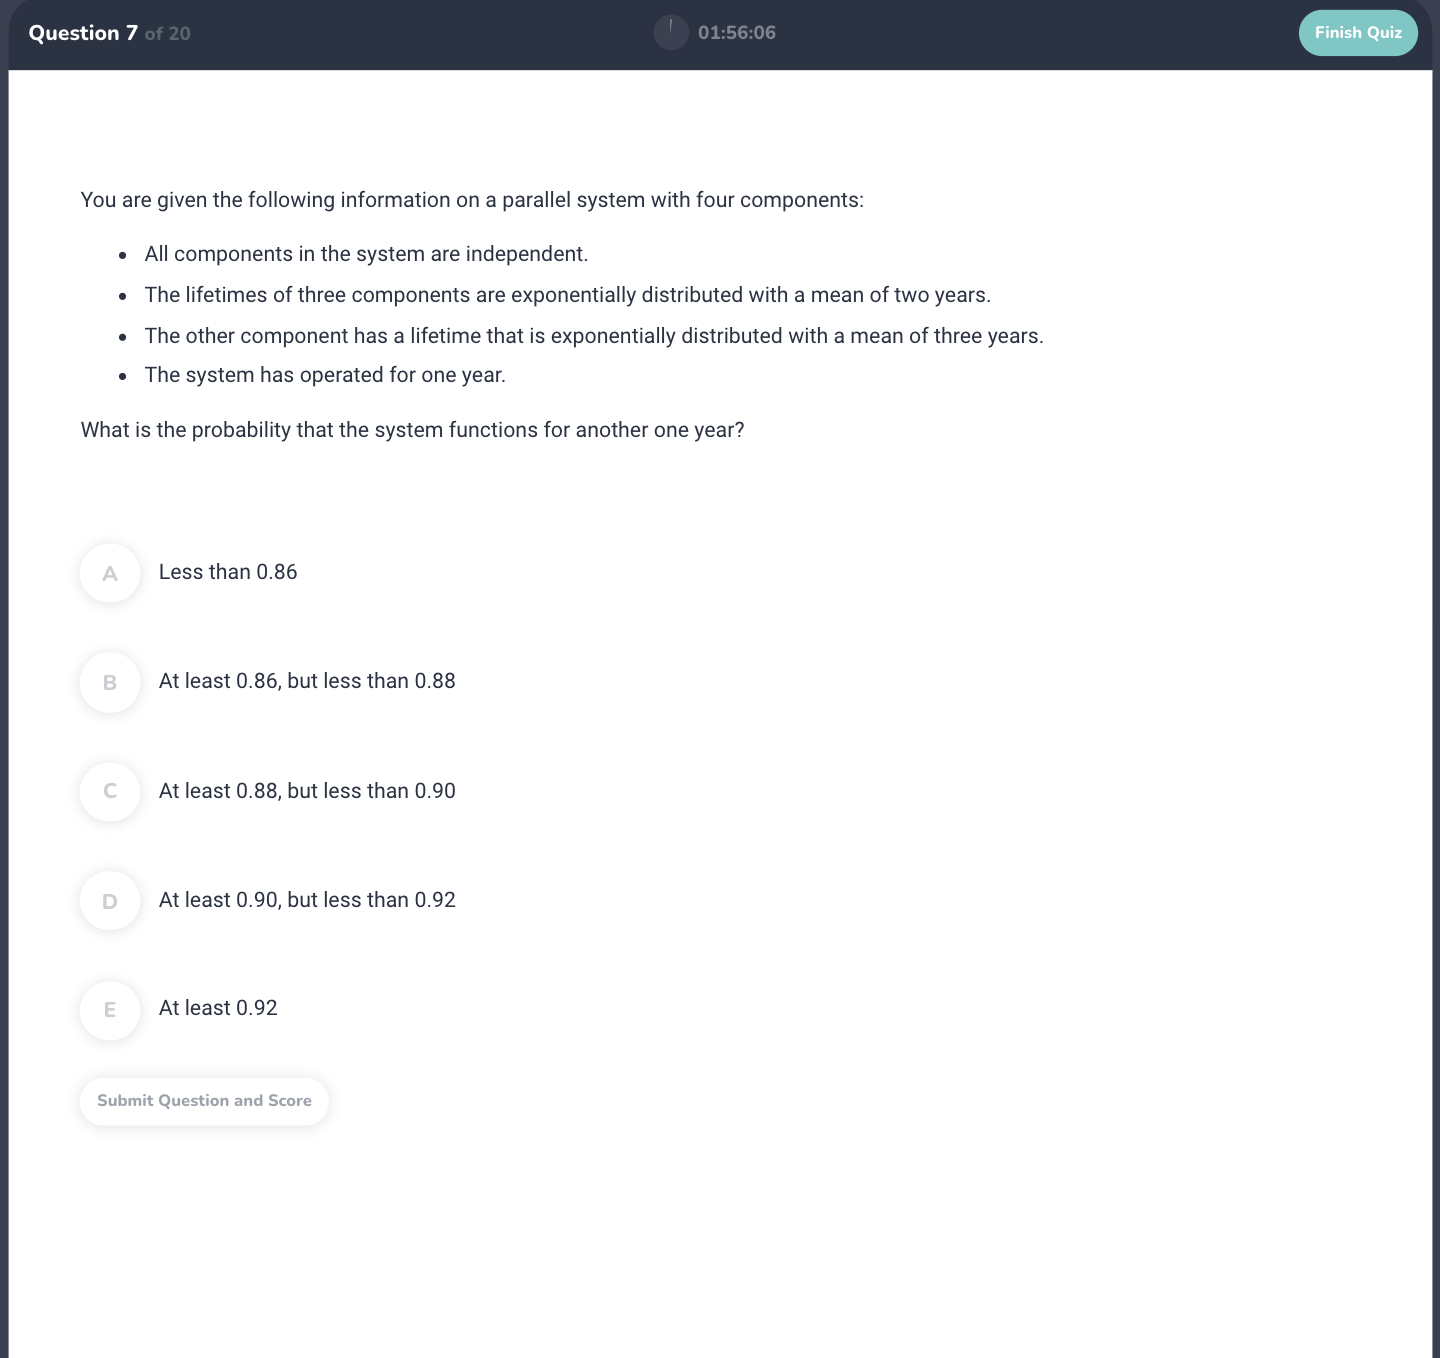 Question 7 of 20
01:56:06
Finish Quiz
You are given the following information on a parallel system with four components:
• All components in the system are independent.
• The lifetimes of three components are exponentially distributed with a mean of two years.
• The other component has a lifetime that is exponentially distributed with a mean of three years.
• The system has operated for one year.
What is the probability that the system functions for another one year?
A Less than 0.86
B At least 0.86, but less than 0.88
C At least 0.88, but less than 0.90
D At least 0.90, but less than 0.92
E At least 0.92
Submit Question and Score